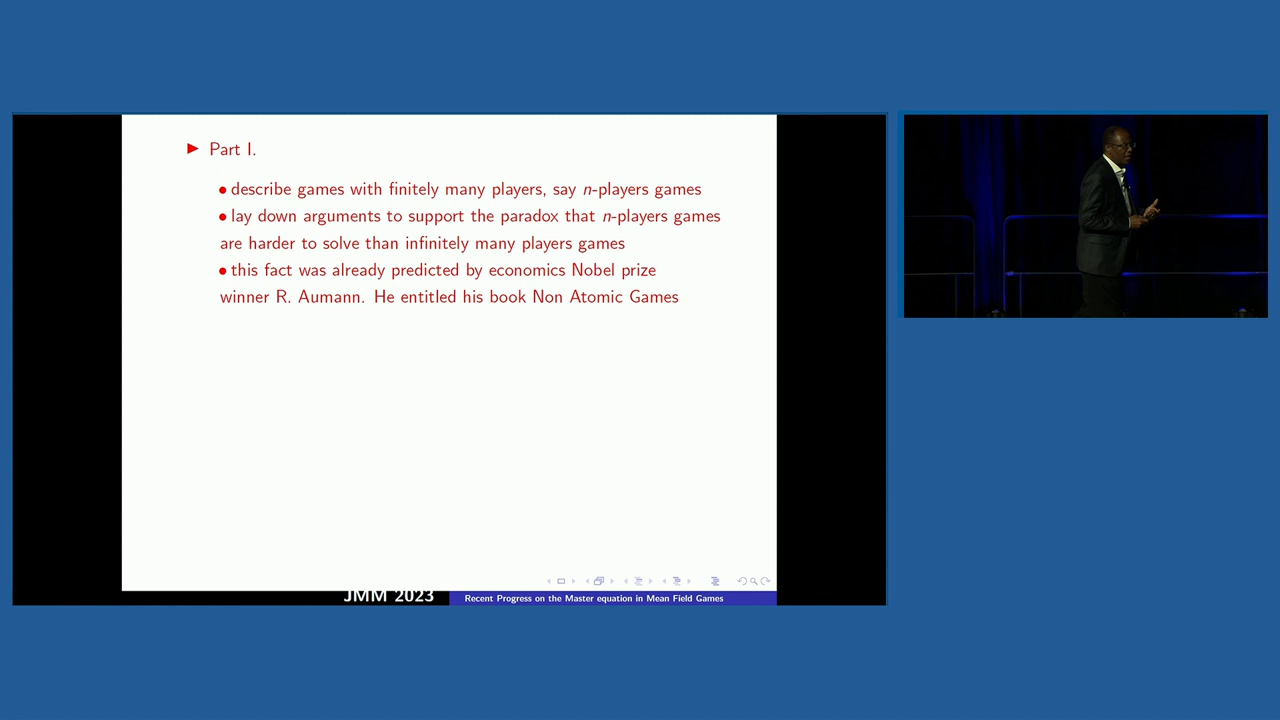 ▶ Part I.
• describe games with finitely many players, say n-players games
• lay down arguments to support the paradox that n-players games
are harder to solve than infinitely many players games
• this fact was already predicted by economics Nobel prize
winner R. Aumann. He entitled his book Non Atomic Games
JMM 2023
Recent Progress on the Master equation in Mean Field Games